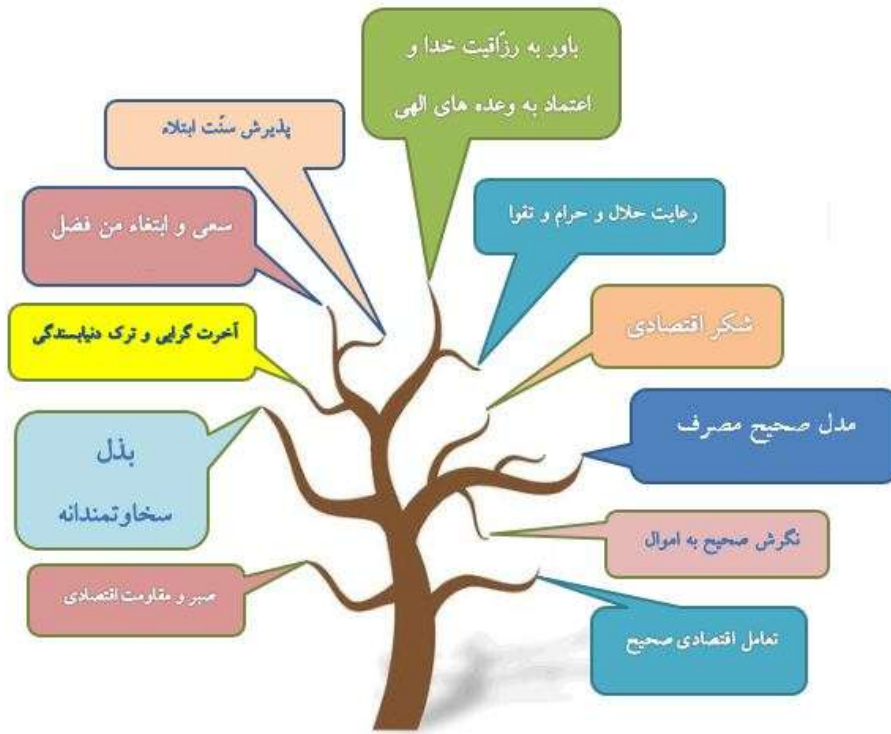 باور به رزّاقیت خدا و
اعتماد به وعده های الهی
پذیرش سنّت ابتلاء
رعایت حلال و حرام و تقوا
سعی و ابتغاء من فضل
شکر اقتصادی
آخرت گرایی و ترک دنیابسندگی
مدل صحیح مصرف
بذل
سخاوتمندانه
نگرش صحیح به اموال
صبر و مقاومت اقتصادی
تعامل اقتصادی صحیح